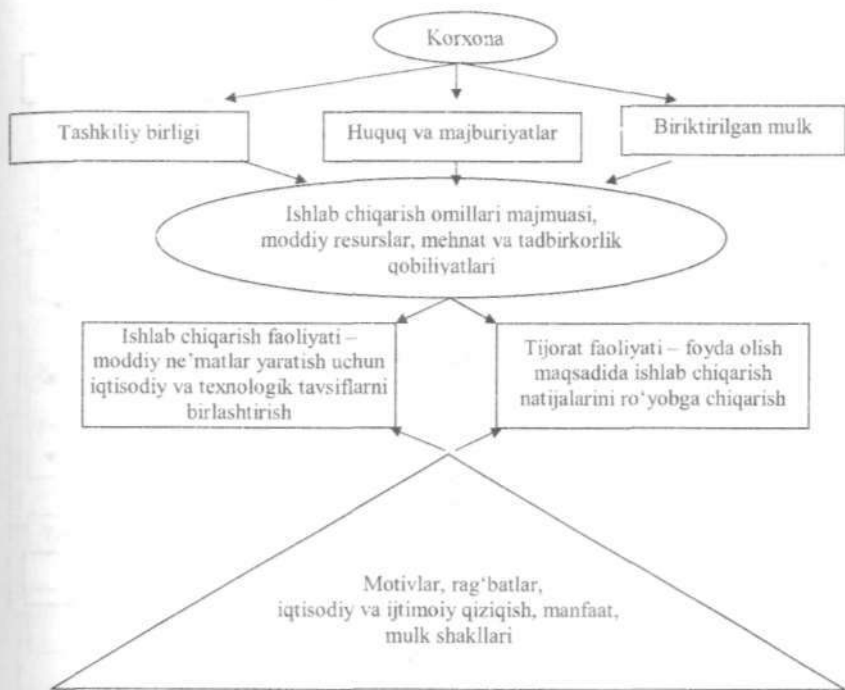 Korxona
Tashkiliy birligi
Huquq va majburiyatlar
Biriktirilgan mulk
Ishlab chiqarish omillari majmuasi,
moddiy resurslar, mehnat va tadbirkorlik
qobiliyatlari
Ishlab chiqarish faoliyati –
moddiy ne’matlar yaratish uchun
iqtisodiy va texnologik tavsiflarni
birlashtirish
Tijorat faoliyati – foyda olish
maqsadida ishlab chiqarish
natijalarini ro‘yobga chiqarish
Motivlar, rag‘batlar,
iqtisodiy va ijtimoiy qiziqish, manfaat,
mulk shakllari